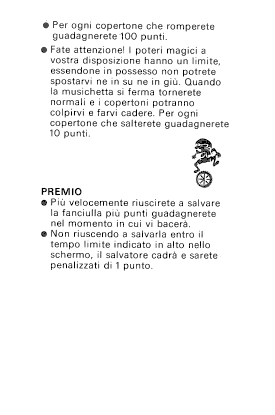 ● Per ogni copertone che romperete
guadagnerete 100 punti.
● Fate attenzione! I poteri magici a
vostra disposizione hanno un limite,
essendone in possesso non potrete
spostarvi ne in su ne in giù. Quando
la musichetta si ferma tornerete
normali e i copertoni potranno
colpirvi e farvi cadere. Per ogni
copertone che salterete guadagnerete
10 punti.
PREMIO
● Più velocemente riuscirete a salvare
la fanciulla più punti guadagnerete
nel momento in cui vi bacerà.
● Non riuscendo a salvarla entro il
tempo limite indicato in alto nello
schermo, il salvatore cadrà e sarete
penalizzati di 1 punto.